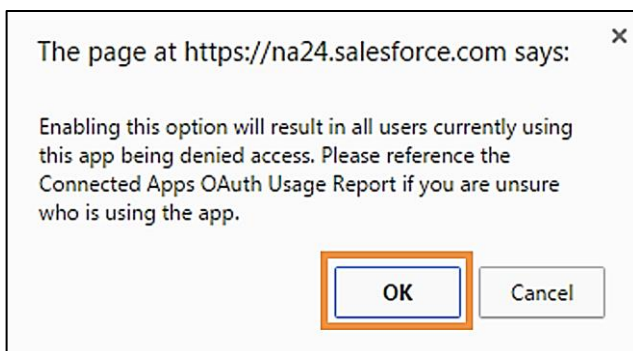 The page at https://na24.salesforce.com says:
×
Enabling this option will result in all users currently using
this app being denied access. Please reference the
Connected Apps OAuth Usage Report if you are unsure
who is using the app.
OK Cancel